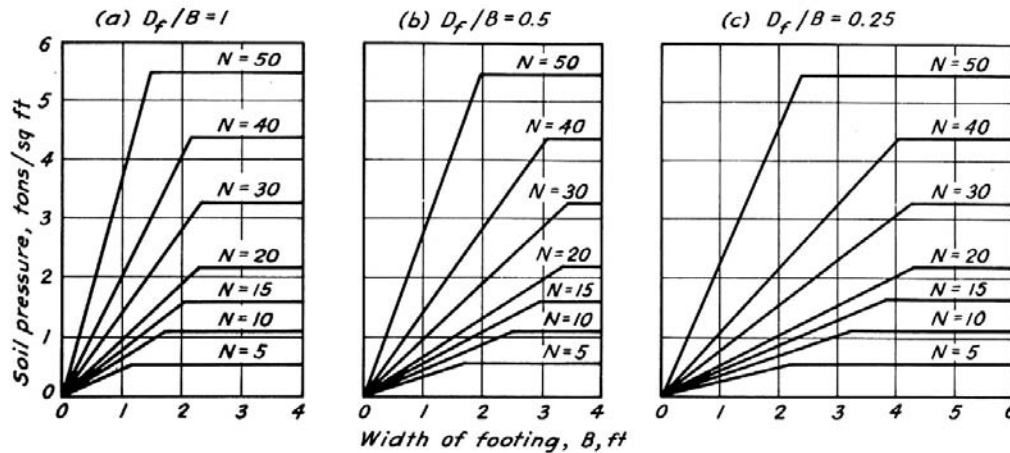 (a) D_f/B = 1
(b) D_f/B = 0.5
(c) D_f/B = 0.25
Soil pressure, tons/sq ft
6
5
4
3
2
1
0
N = 50
N = 40
N = 30
N = 20
N = 15
N = 10
N = 5
0 1 2 3 4
N = 50
N = 40
N = 30
N = 20
N = 15
N = 10
N = 5
0 1 2 3 4
N = 50
N = 40
N = 30
N = 20
N = 15
N = 10
N = 5
0 1 2 3 4 5 6
Width of footing, B, ft